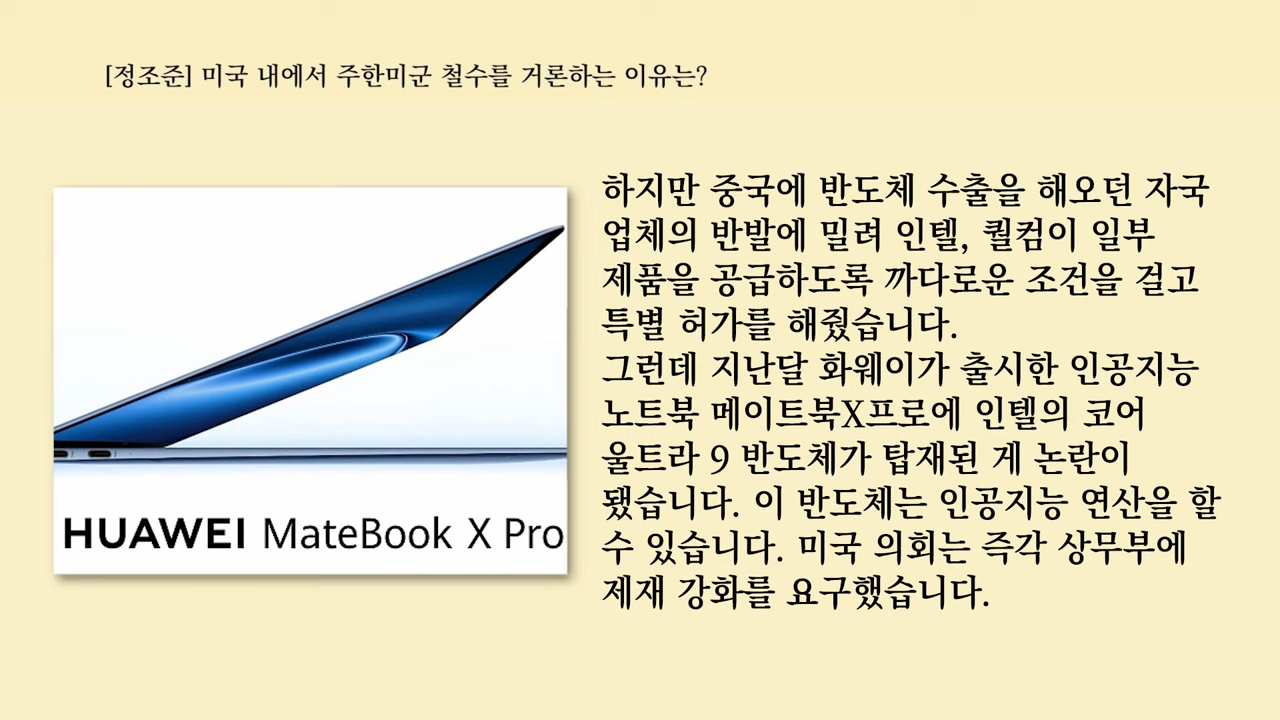 [정조준] 미국 내에서 주한미군 철수를 거론하는 이유는?
하지만 중국에 반도체 수출을 해오던 자국
업체의 반발에 밀려 인텔, 퀄컴이 일부
제품을 공급하도록 까다로운 조건을 걸고
특별 허가를 해줬습니다.
그런데 지난달 화웨이가 출시한 인공지능
노트북 메이트북X프로에 인텔의 코어
울트라 9 반도체가 탑재된 게 논란이
됐습니다. 이 반도체는 인공지능 연산을 할
수 있습니다. 미국 의회는 즉각 상무부에
제재 강화를 요구했습니다.
HUAWEI MateBook X Pro